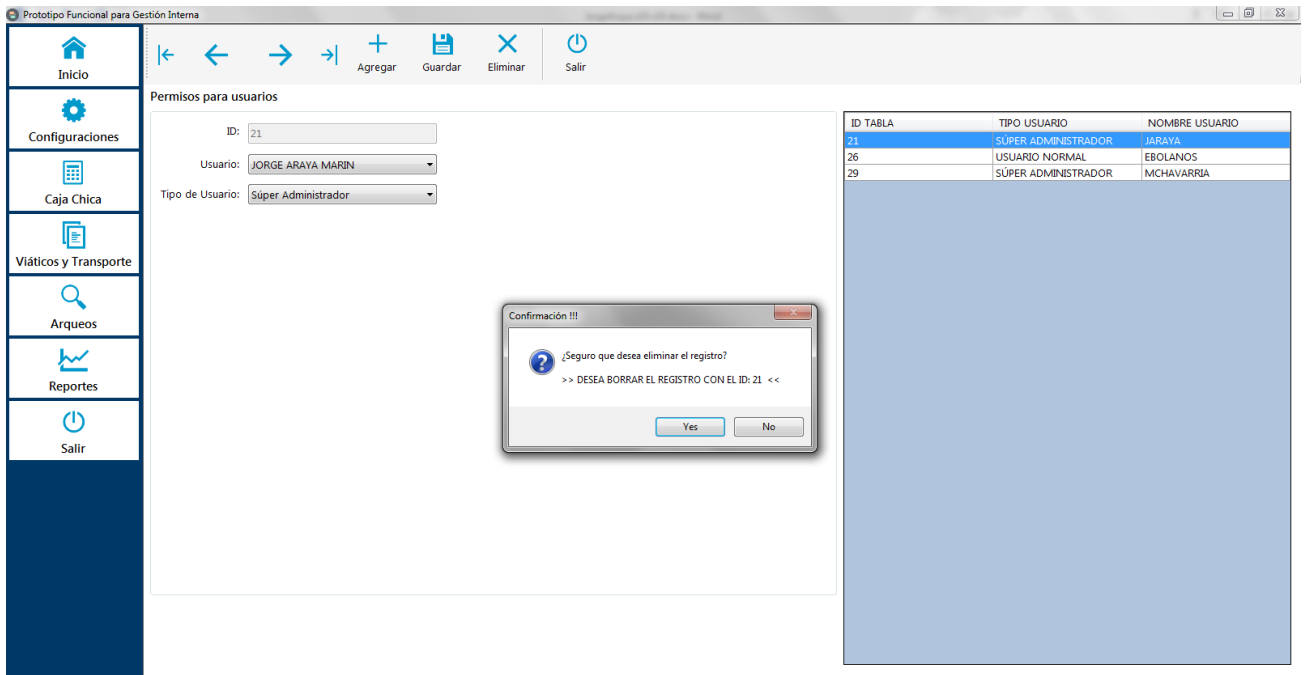 Prototipo Funcional para Gestión Interna
Inicio
Configuraciones
Caja Chica
Viáticos y Transporte
Arqueos
Reportes
Salir
Agregar Guardar Eliminar Salir
Permisos para usuarios
ID: 21
Usuario: JORGE ARAYA MARIN
Tipo de Usuario: Súper Administrador
ID TABLA TIPO USUARIO NOMBRE USUARIO
21 SÚPER ADMINISTRADOR JARAYA
26 USUARIO NORMAL EBOLANOS
29 SÚPER ADMINISTRADOR MCHAVARRIA
Confirmación !!!
¿Seguro que desea eliminar el registro?
>> DESEA BORRAR EL REGISTRO CON EL ID: 21 <<
Yes No